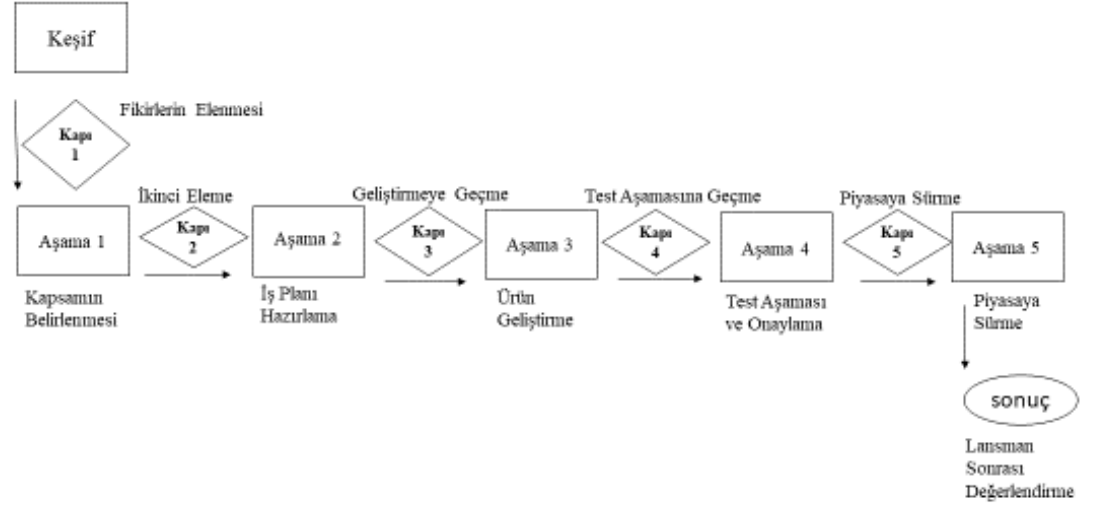 Keşif
Fikirlerin Elenmesi
Kapı
1
İkinci Eleme
Geliştirmeye Geçme
Test Aşamasına Geçme
Piyasaya Sürme
Aşama 1
Kapı
2
Aşama 2
Kapı
3
Aşama 3
Kapı
4
Aşama 4
Kapı
5
Aşama 5
Kapsamın
Belirlenmesi
İş Planı
Hazırlama
Ürün
Geliştirme
Test Aşaması
ve Onaylama
Piyasaya
Sürme
sonuç
Lansman
Sonrası
Değerlendirme